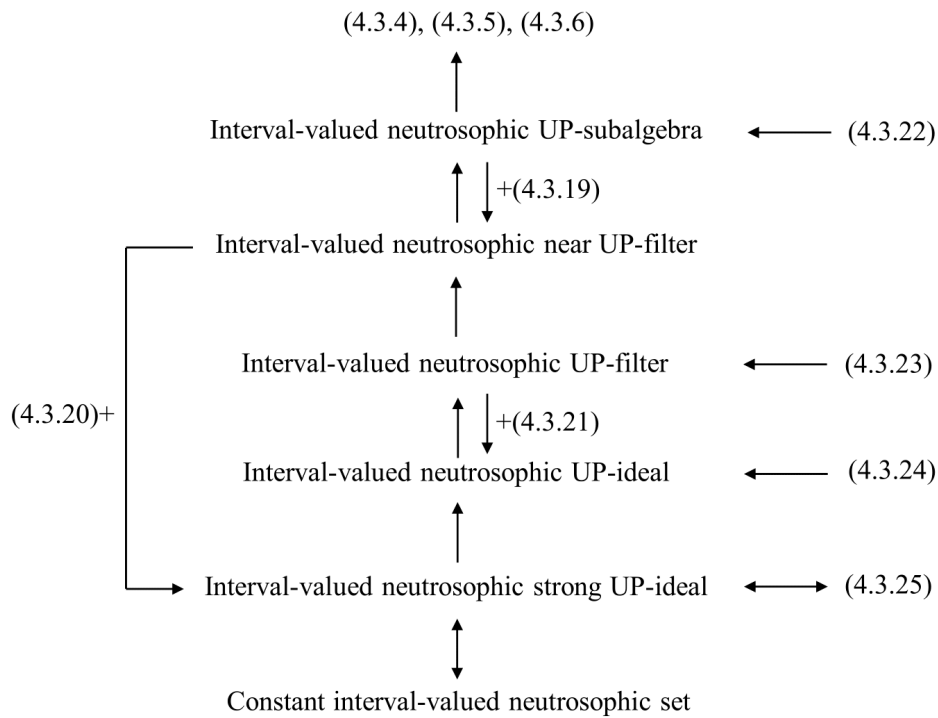 (4.3.4), (4.3.5), (4.3.6)
Interval-valued neutrosophic UP-subalgebra
(4.3.22)
+(4.3.19)
Interval-valued neutrosophic near UP-filter
Interval-valued neutrosophic UP-filter
(4.3.23)
(4.3.20)+
+(4.3.21)
Interval-valued neutrosophic UP-ideal
(4.3.24)
Interval-valued neutrosophic strong UP-ideal
(4.3.25)
Constant interval-valued neutrosophic set